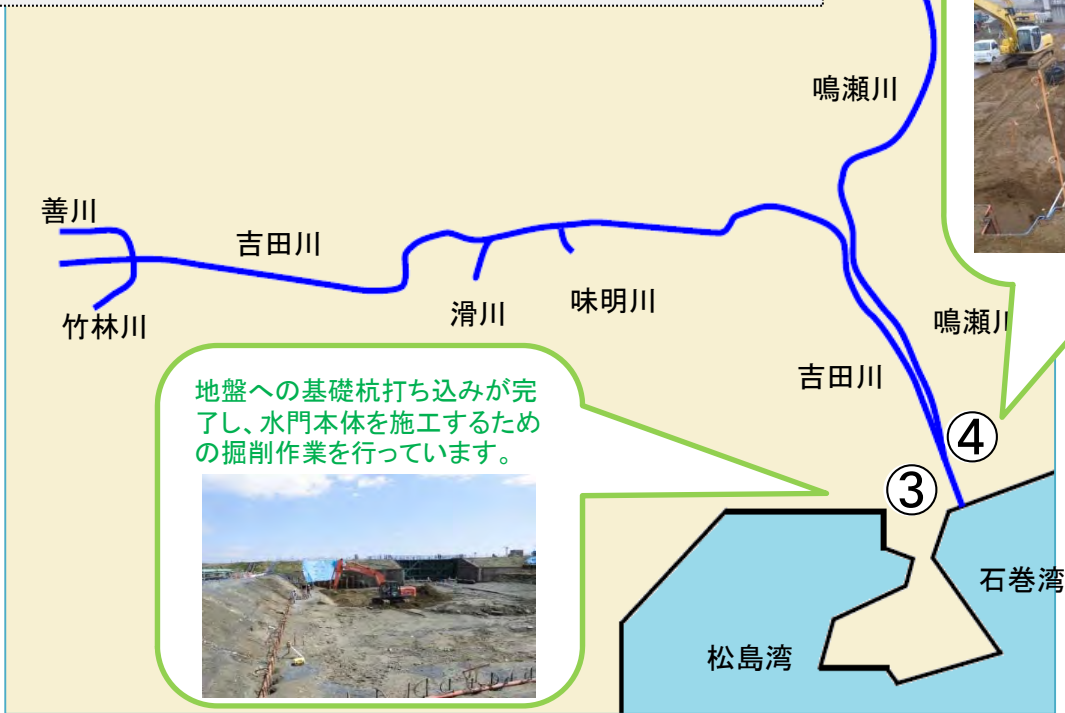 鳴瀬川
善川
吉田川
竹林川
滑川
味明川
鳴瀬川
吉田川
地盤への基礎杭打ち込みが完
了し、水門本体を施工するため
の掘削作業を行っています。
④
③
石巻湾
松島湾